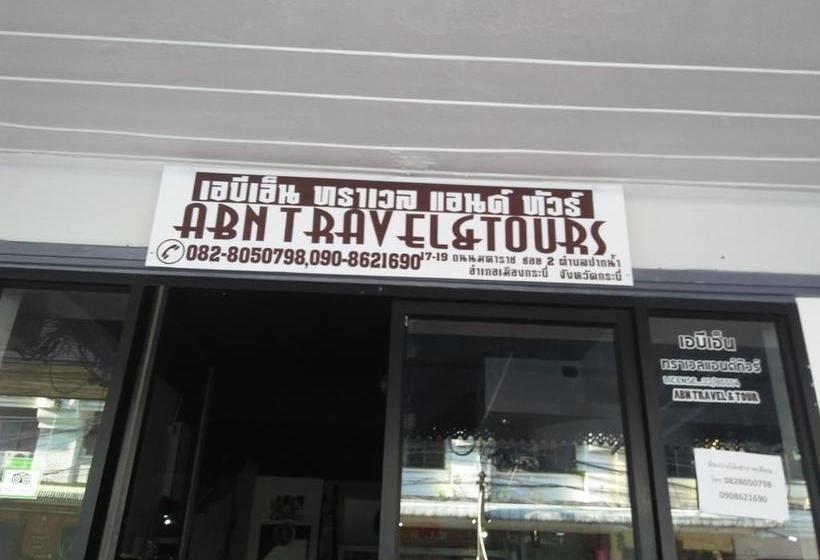 เอบีเอ็น ทราเวล แอนด์ ทัวร์
ABN TRAVEL&TOURS
082-8050798,090-8621690
17-19 ถนนมหาราช ซอย 2 ตำบลปากน้ำ
อำเภอเมืองกระบี่ จังหวัดกระบี่
เอบีเอ็น
ทราเวลแอนด์ทัวร์
LICENSE
ABN TRAVEL & TOUR
โทร 0828050798
0908621690